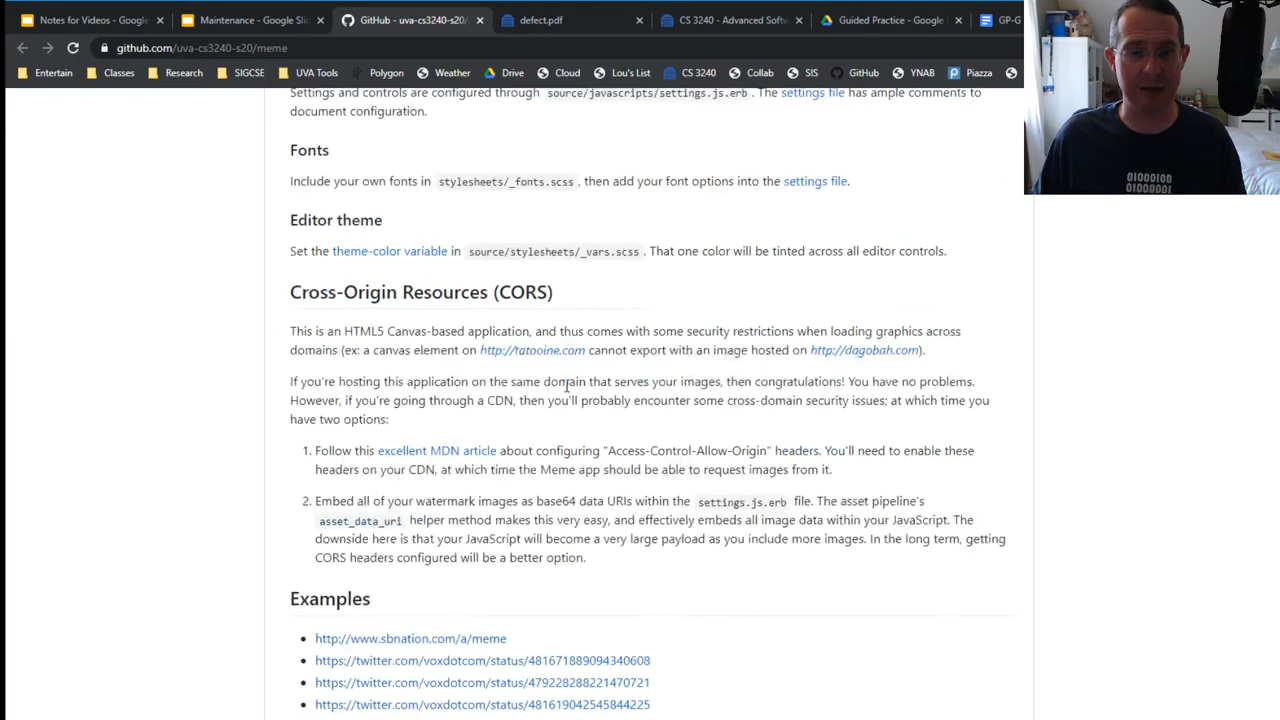 Notes for Videos - Google Slides
Maintenance - Google Slid
GitHub - uva-cs3240-s20/
defect.pdf
CS 3240 - Advanced Softw
Guided Practice - Google
GP-G
github.com/uva-cs3240-s20/meme
Entertain
Classes
Research
SIGCSE
UVA Tools
Polygon
Weather
Drive
Cloud
Lou's List
CS 3240
Collab
SIS
GitHub
YNAB
Piazza
Settings and controls are configured through source/javascripts/settings.js.erb. The settings file has ample comments to
document configuration.
Fonts
Include your own fonts in stylesheets/_fonts.scss, then add your font options into the settings file.
Editor theme
Set the theme-color variable in source/stylesheets/_vars.scss. That one color will be tinted across all editor controls.
Cross-Origin Resources (CORS)
This is an HTML5 Canvas-based application, and thus comes with some security restrictions when loading graphics across
domains (ex: a canvas element on http://tatooine.com cannot export with an image hosted on http://dagobah.com).
If you're hosting this application on the same domain that serves your images, then congratulations! You have no problems.
However, if you're going through a CDN, then you'll probably encounter some cross-domain security issues; at which time you
have two options:
1. Follow this excellent MDN article about configuring "Access-Control-Allow-Origin" headers. You'll need to enable these
headers on your CDN, at which time the Meme app should be able to request images from it.
2. Embed all of your watermark images as base64 data URIs within the settings.js.erb file. The asset pipeline's
asset_data_uri helper method makes this very easy, and effectively embeds all image data within your JavaScript. The
downside here is that your JavaScript will become a very large payload as you include more images. In the long term, getting
CORS headers configured will be a better option.
Examples
http://www.sbnation.com/a/meme
https://twitter.com/voxdotcom/status/481671889094340608
https://twitter.com/voxdotcom/status/479228288221470721
https://twitter.com/voxdotcom/status/481619042545844225
01000100
01000001